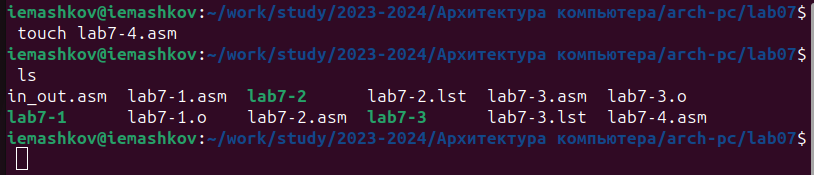 iemashkov@iemashkov:~/work/study/2023-2024/Архитектура компьютера/arch-pc/lab07$
touch lab7-4.asm
iemashkov@iemashkov:~/work/study/2023-2024/Архитектура компьютера/arch-pc/lab07$
ls
in_out.asm lab7-1.asm lab7-2 lab7-2.lst lab7-3.asm lab7-3.o
lab7-1 lab7-1.o lab7-2.asm lab7-3 lab7-3.lst lab7-4.asm
iemashkov@iemashkov:~/work/study/2023-2024/Архитектура компьютера/arch-pc/lab07$